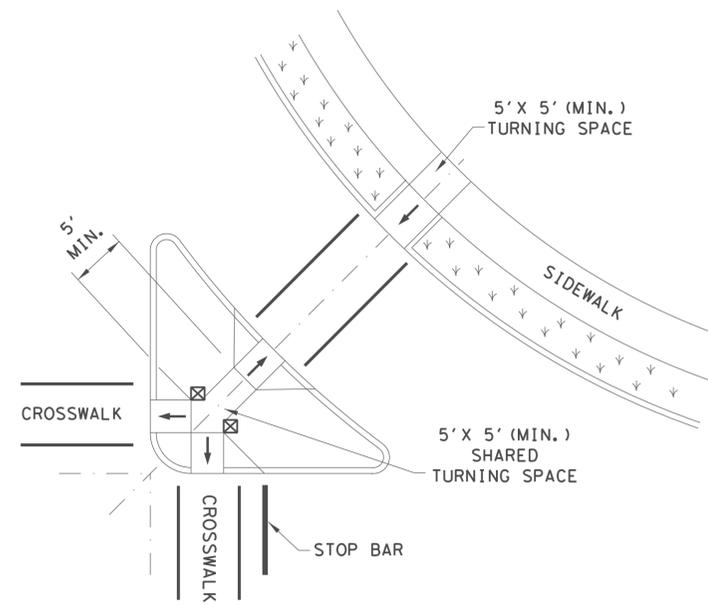 5' X 5' (MIN.)
TURNING SPACE
5'
MIN.
SIDEWALK
CROSSWALK
5' X 5' (MIN.)
SHARED
TURNING SPACE
CROSSWALK
STOP BAR